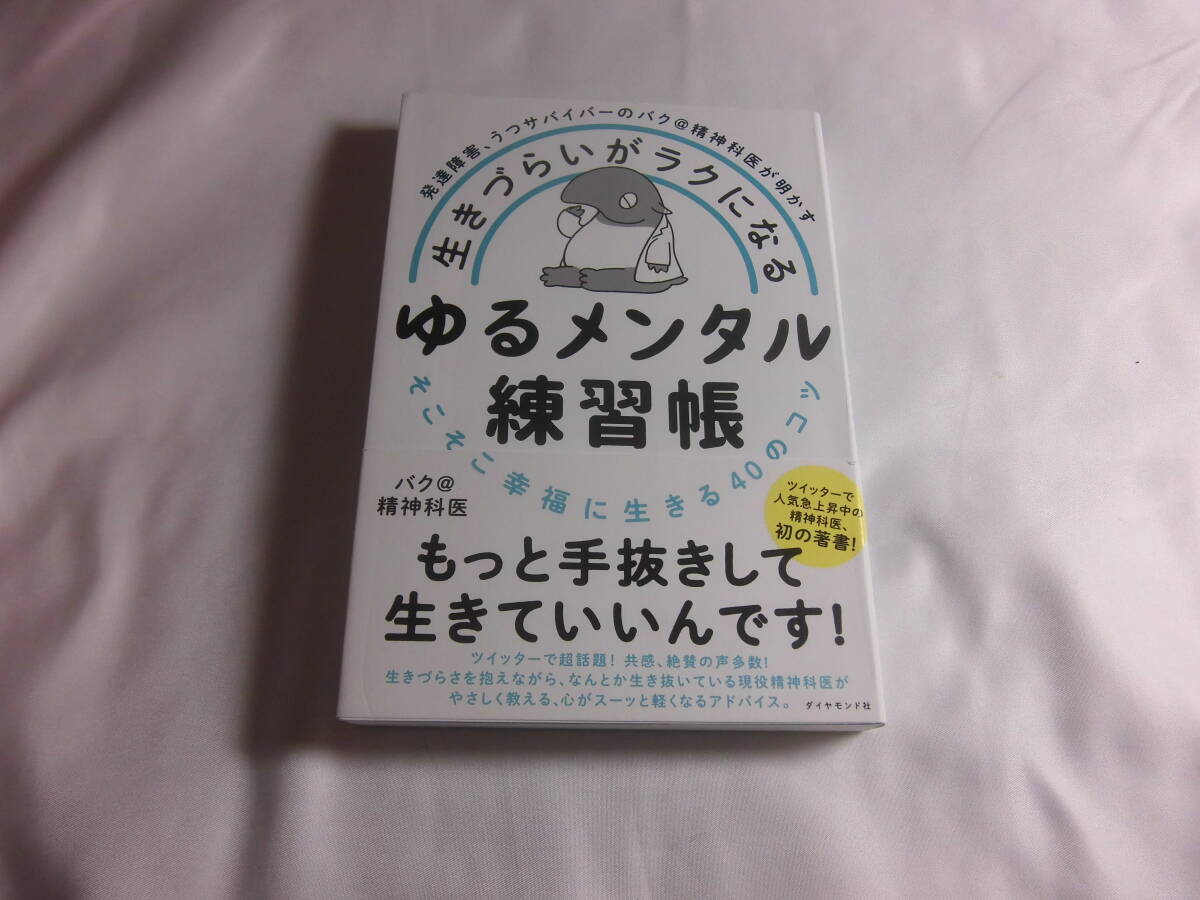 発達障害、うつサバイバーのバク@精神科医が明かす
生きづらいがラクになる
ゆるメンタル
練習帳
そこそこ幸福に生きる40のコツ
バク@
精神科医
ツイッターで
人気急上昇中の
精神科医、
初の著書!
もっと手抜きして
生きていいんです!
ツイッターで超話題! 共感、絶賛の声多数!
生きづらさを抱えながら、なんとか生き抜いている現役精神科医が
やさしく教える、心がスーッと軽くなるアドバイス。
ダイヤモンド社